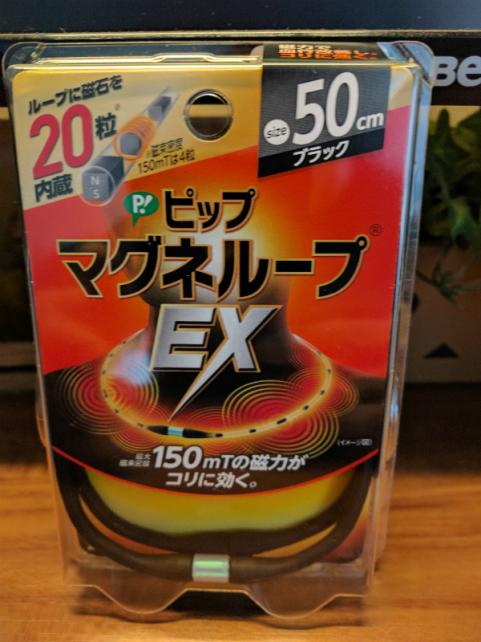 ループに磁石を
20粒※
内蔵
※磁束密度
150mTは4粒
N
S
size 50cm
ブラック
P!
ピップ
マグネループ®
EX
(イメージ図)
最大
磁束密度 150mTの磁力が
コリに効く。
Be